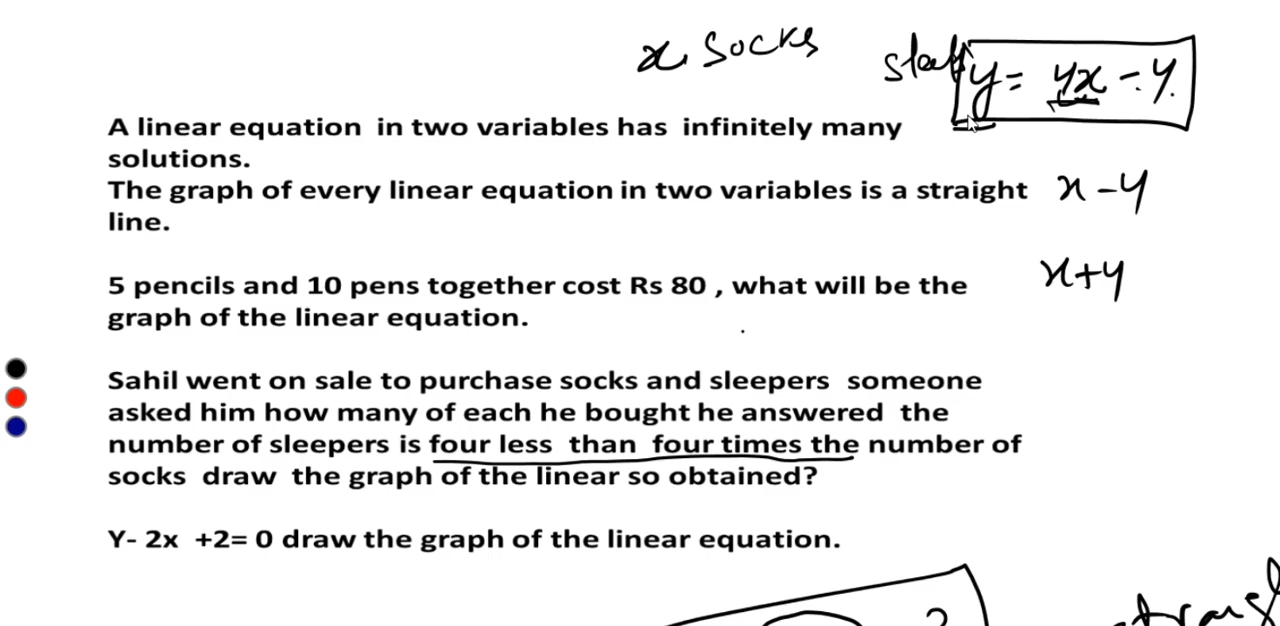 x socks
y = 4x - 4
A linear equation in two variables has infinitely many
solutions.
The graph of every linear equation in two variables is a straight
line.
x - 4
x + 4
5 pencils and 10 pens together cost Rs 80 , what will be the
graph of the linear equation.
Sahil went on sale to purchase socks and sleepers someone
asked him how many of each he bought he answered the
number of sleepers is four less than four times the number of
socks draw the graph of the linear so obtained?
Y- 2x +2= 0 draw the graph of the linear equation.